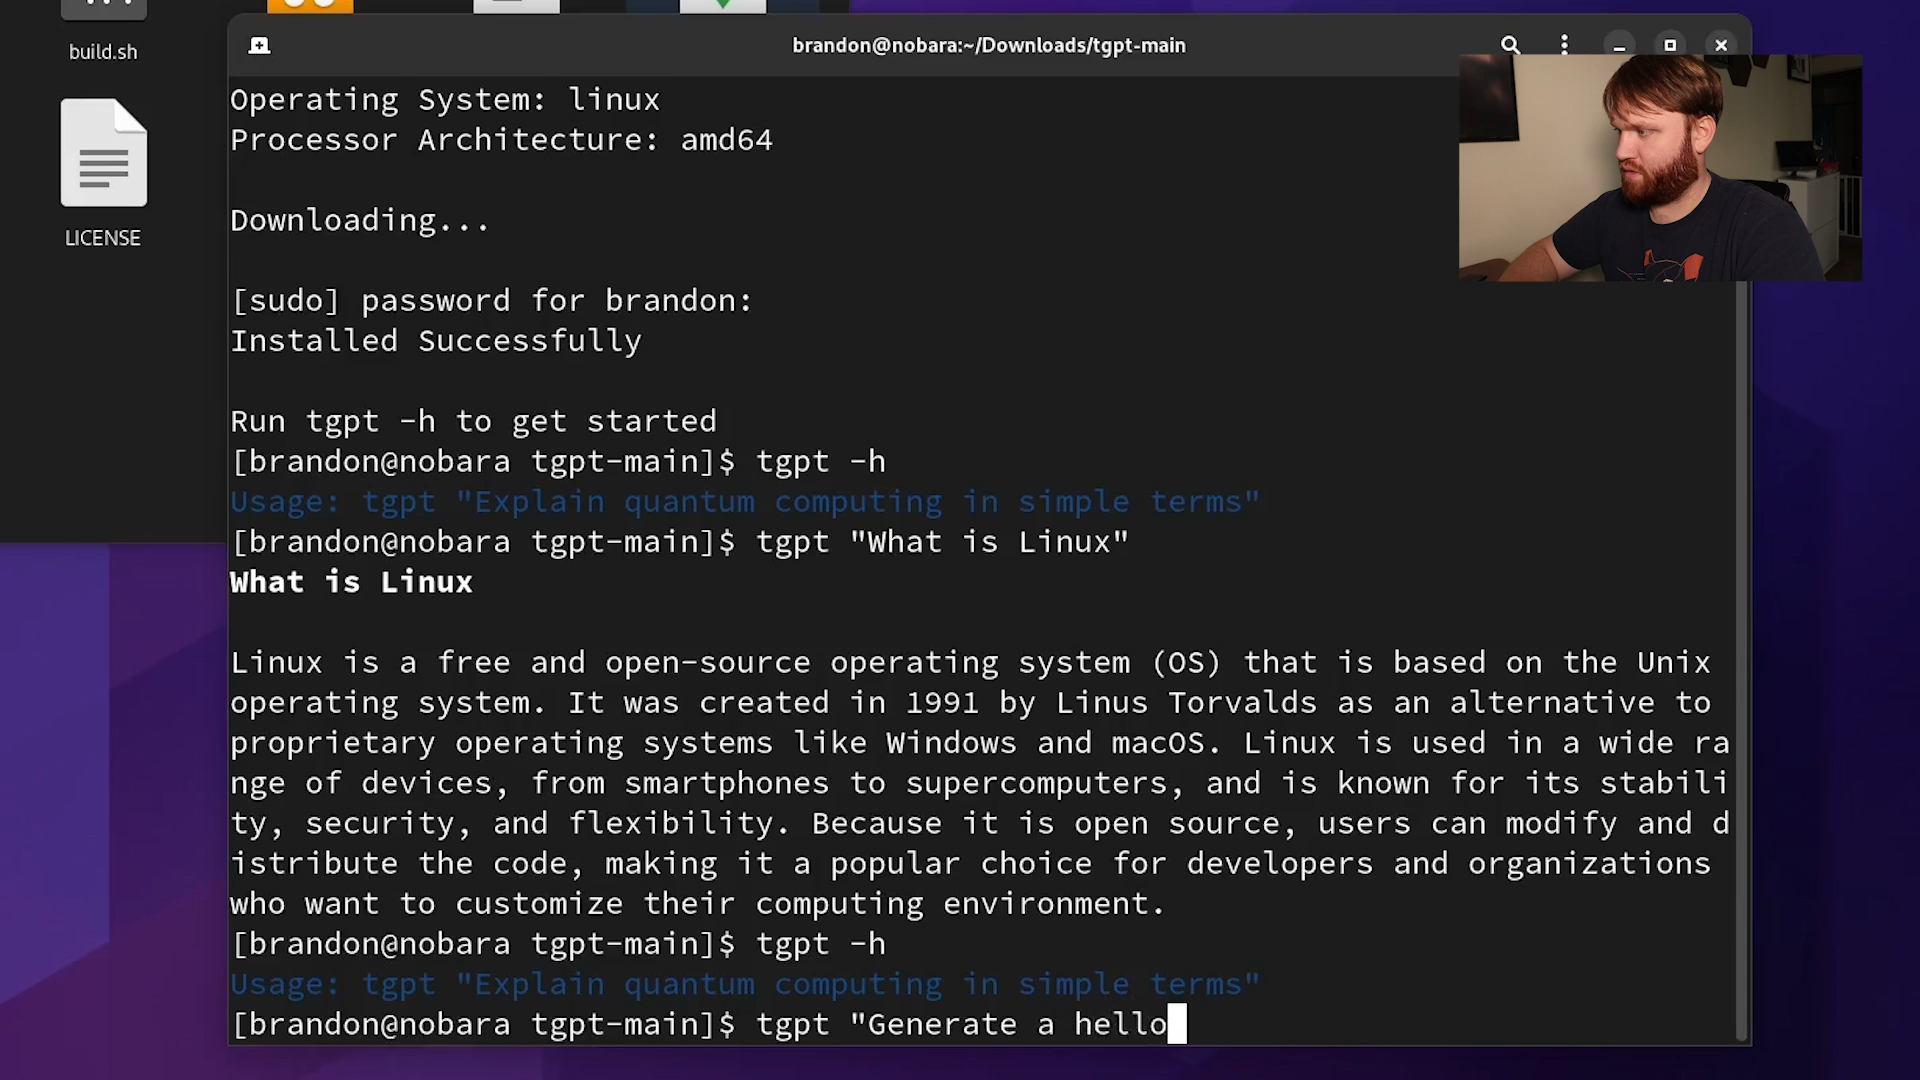 build.sh
LICENSE
brandon@nobara:~/Downloads/tgpt-main
Operating System: linux
Processor Architecture: amd64
Downloading...
[sudo] password for brandon:
Installed Successfully
Run tgpt -h to get started
[brandon@nobara tgpt-main]$ tgpt -h
Usage: tgpt "Explain quantum computing in simple terms"
[brandon@nobara tgpt-main]$ tgpt "What is Linux"
What is Linux
Linux is a free and open-source operating system (OS) that is based on the Unix
operating system. It was created in 1991 by Linus Torvalds as an alternative to
proprietary operating systems like Windows and macOS. Linux is used in a wide ra
nge of devices, from smartphones to supercomputers, and is known for its stabili
ty, security, and flexibility. Because it is open source, users can modify and d
istribute the code, making it a popular choice for developers and organizations
who want to customize their computing environment.
[brandon@nobara tgpt-main]$ tgpt -h
Usage: tgpt "Explain quantum computing in simple terms"
[brandon@nobara tgpt-main]$ tgpt "Generate a hello